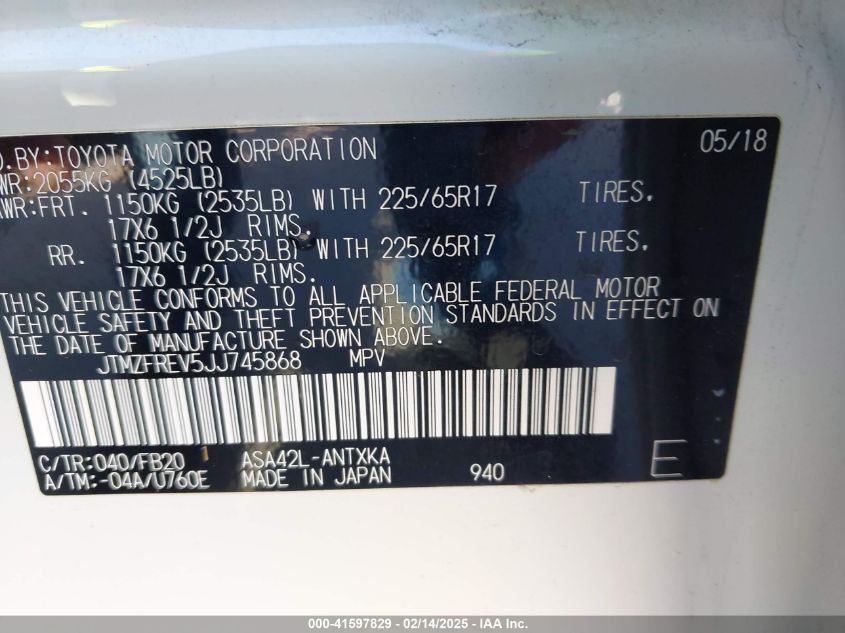 D.BY:TOYOTA MOTOR CORPORATION 05/18
WR:2055KG (4525LB)
WR:FRT. 1150KG (2535LB) WITH 225/65R17 TIRES.
17X6 1/2J RIMS.
RR. 1150KG (2535LB) WITH 225/65R17 TIRES.
17X6 1/2J RIMS.
THIS VEHICLE CONFORMS TO ALL APPLICABLE FEDERAL MOTOR
VEHICLE SAFETY AND THEFT PREVENTION STANDARDS IN EFFECT ON
THE DATE OF MANUFACTURE SHOWN ABOVE.
JTMZFREV5JJ745868 MPV
C/TR:040/FB20 ASA42L-ANTXKA
A/TM:-04A/U760E MADE IN JAPAN 940 E
000-41597829 - 02/14/2025 - IAA Inc.